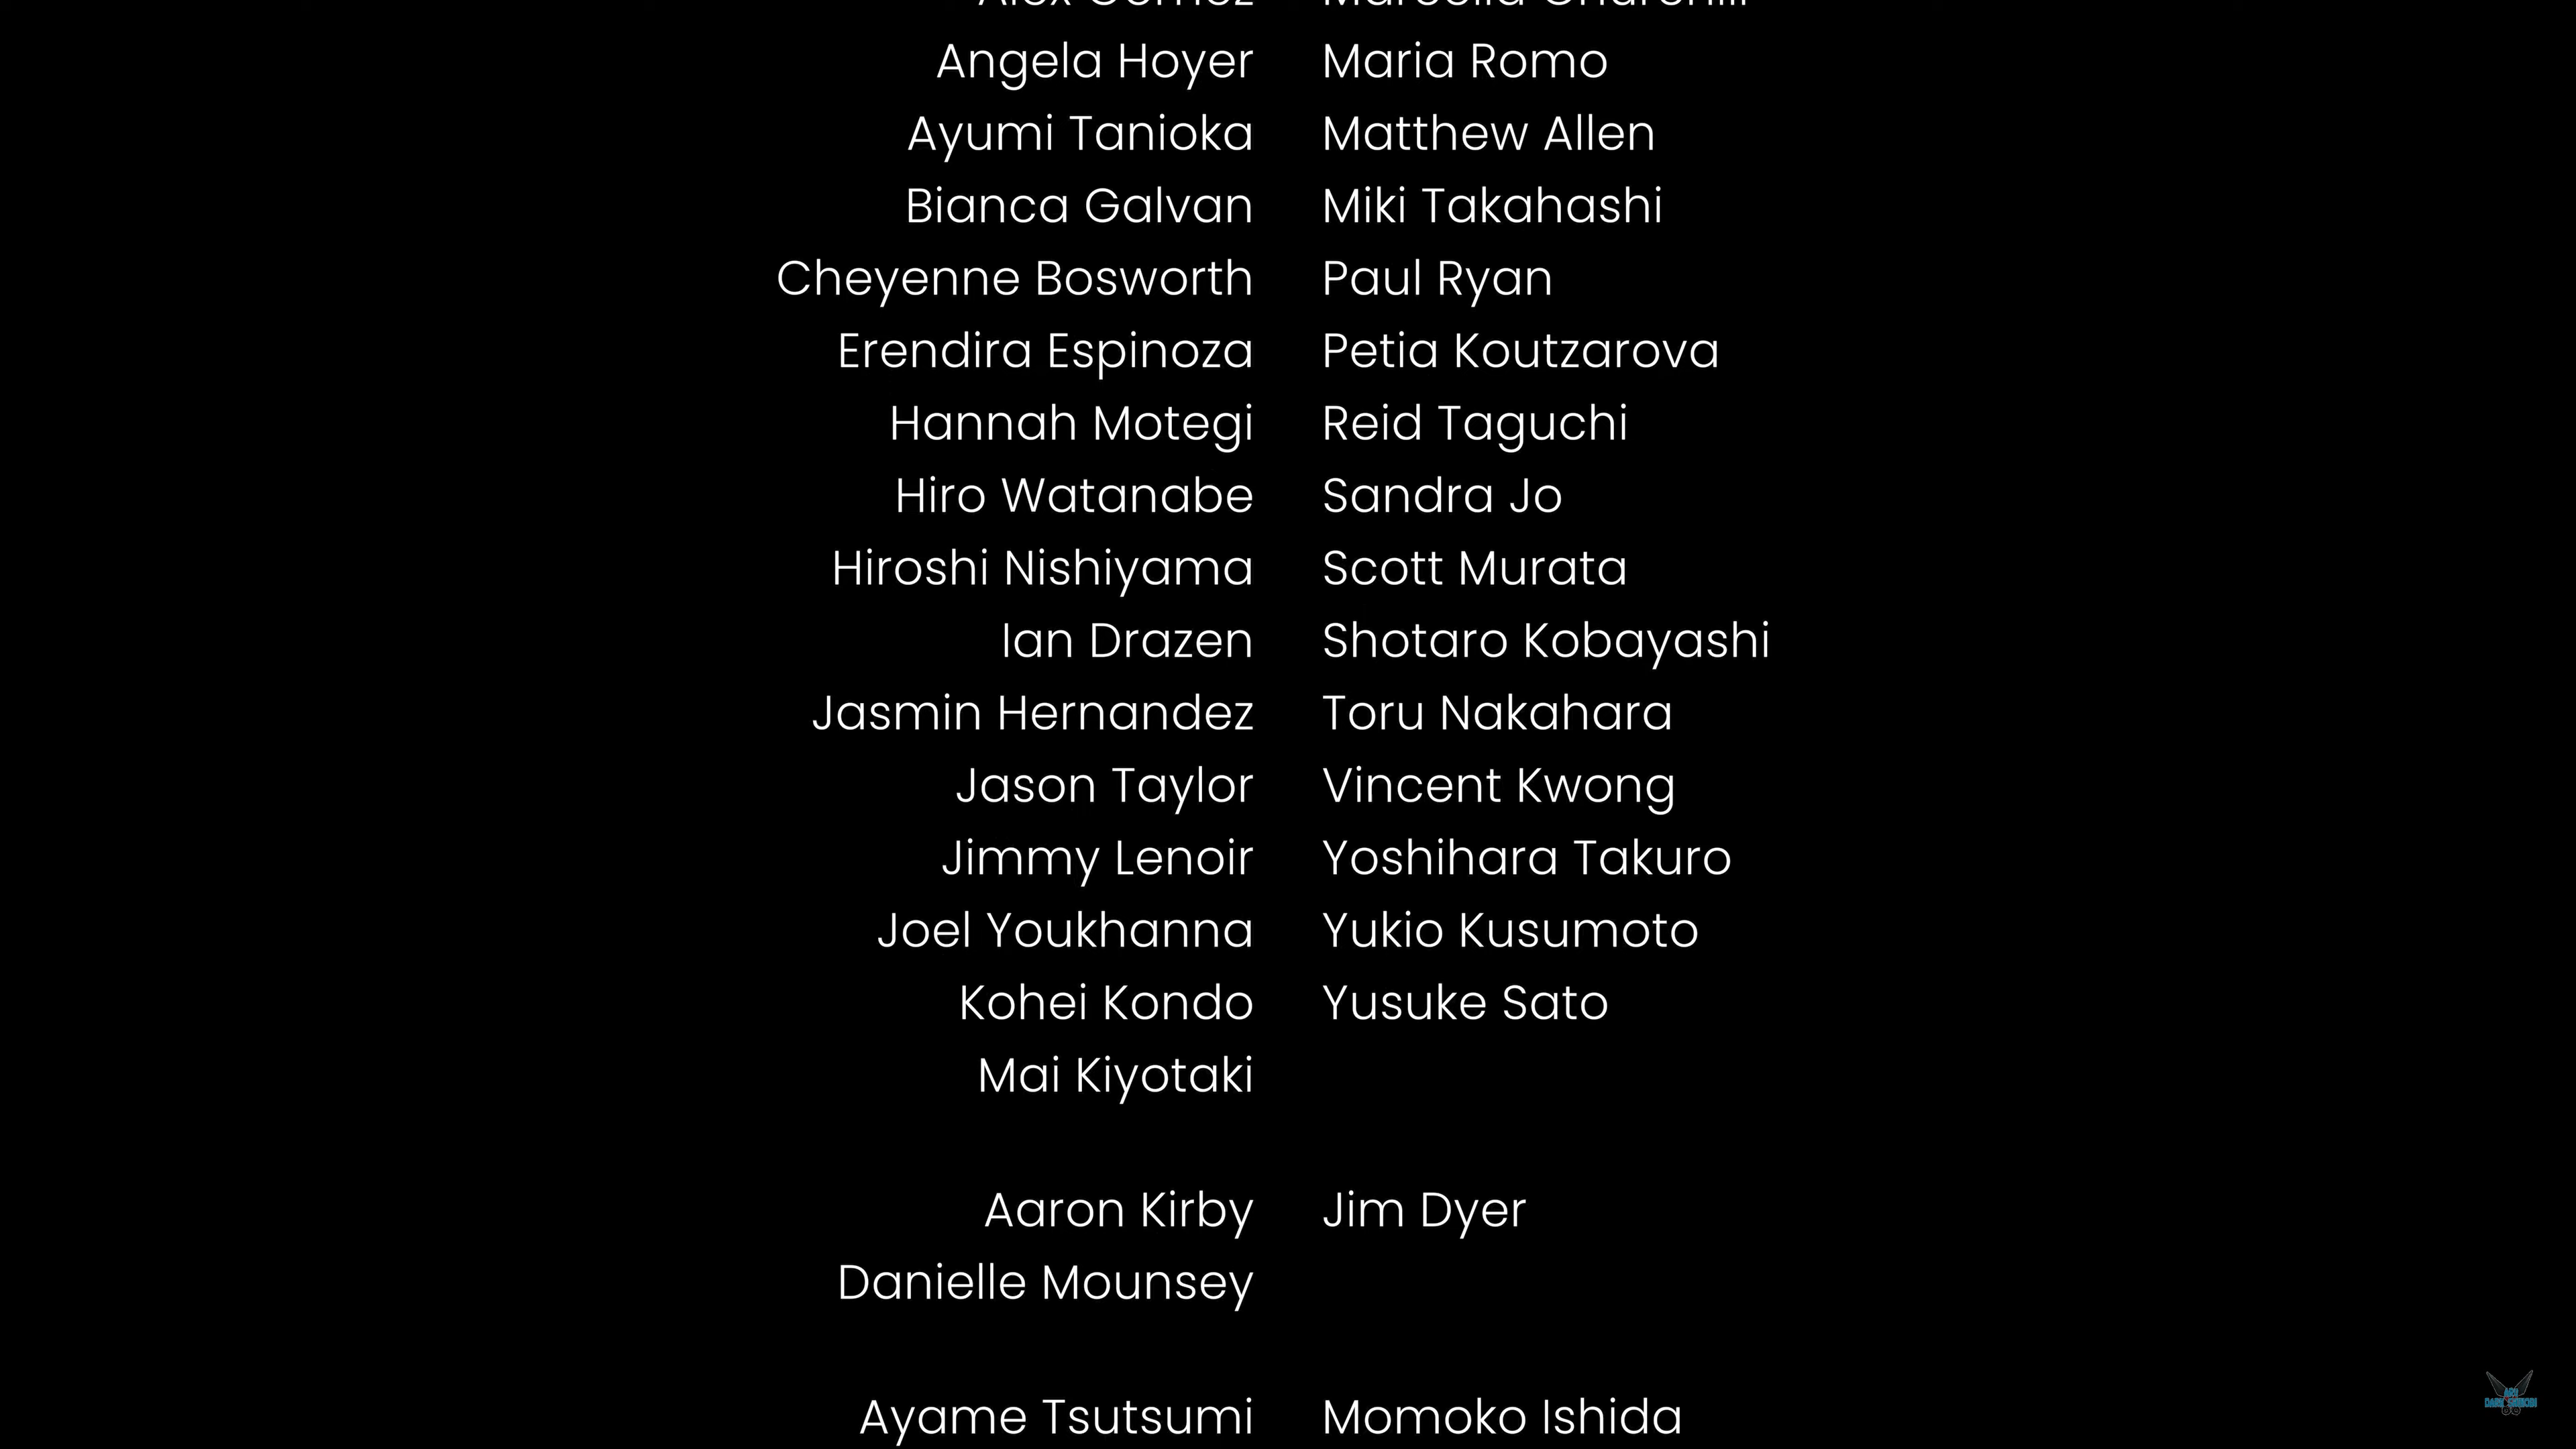 Angela Hoyer Maria Romo
Ayumi Tanioka Matthew Allen
Bianca Galvan Miki Takahashi
Cheyenne Bosworth Paul Ryan
Erendira Espinoza Petia Koutzarova
Hannah Motegi Reid Taguchi
Hiro Watanabe Sandra Jo
Hiroshi Nishiyama Scott Murata
Ian Drazen Shotaro Kobayashi
Jasmin Hernandez Toru Nakahara
Jason Taylor Vincent Kwong
Jimmy Lenoir Yoshihara Takuro
Joel Youkhanna Yukio Kusumoto
Kohei Kondo Yusuke Sato
Mai Kiyotaki
Aaron Kirby Jim Dyer
Danielle Mounsey
Ayame Tsutsumi Momoko Ishida